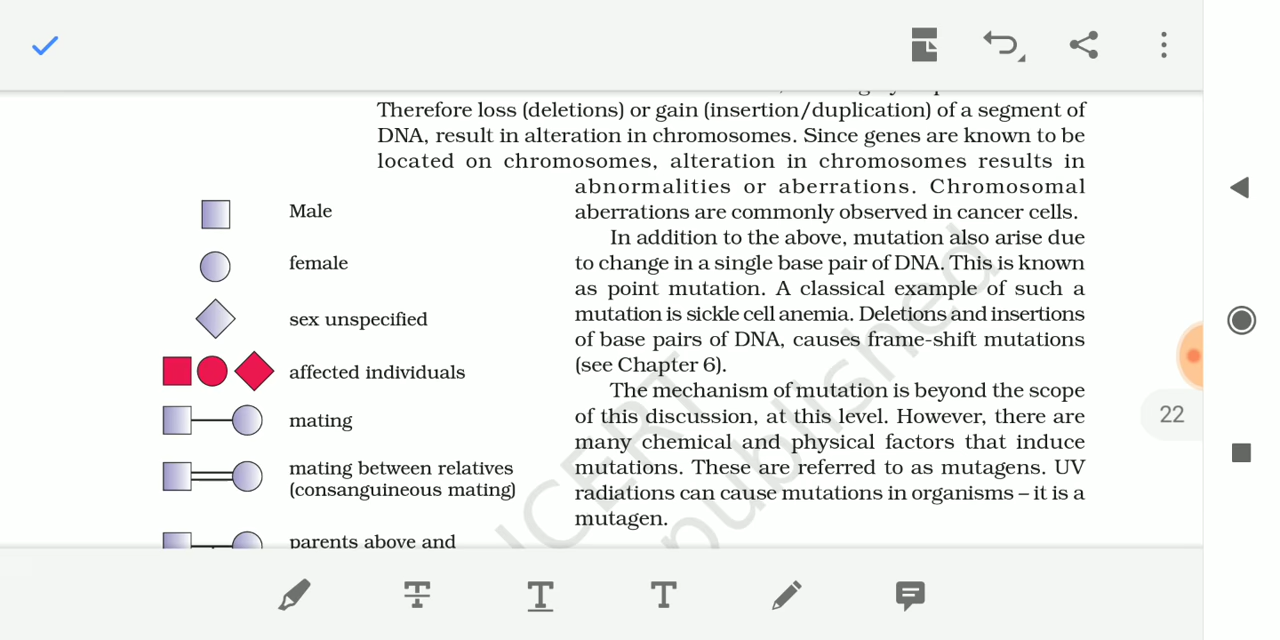 Therefore loss (deletions) or gain (insertion/duplication) of a segment of
DNA, result in alteration in chromosomes. Since genes are known to be
located on chromosomes, alteration in chromosomes results in
abnormalities or aberrations. Chromosomal
aberrations are commonly observed in cancer cells.
In addition to the above, mutation also arise due
to change in a single base pair of DNA. This is known
as point mutation. A classical example of such a
mutation is sickle cell anemia. Deletions and insertions
of base pairs of DNA, causes frame-shift mutations
(see Chapter 6).
The mechanism of mutation is beyond the scope
of this discussion, at this level. However, there are
many chemical and physical factors that induce
mutations. These are referred to as mutagens. UV
radiations can cause mutations in organisms – it is a
mutagen.
Male
female
sex unspecified
affected individuals
mating
mating between relatives
(consanguineous mating)
parents above and
22
NCERT
published